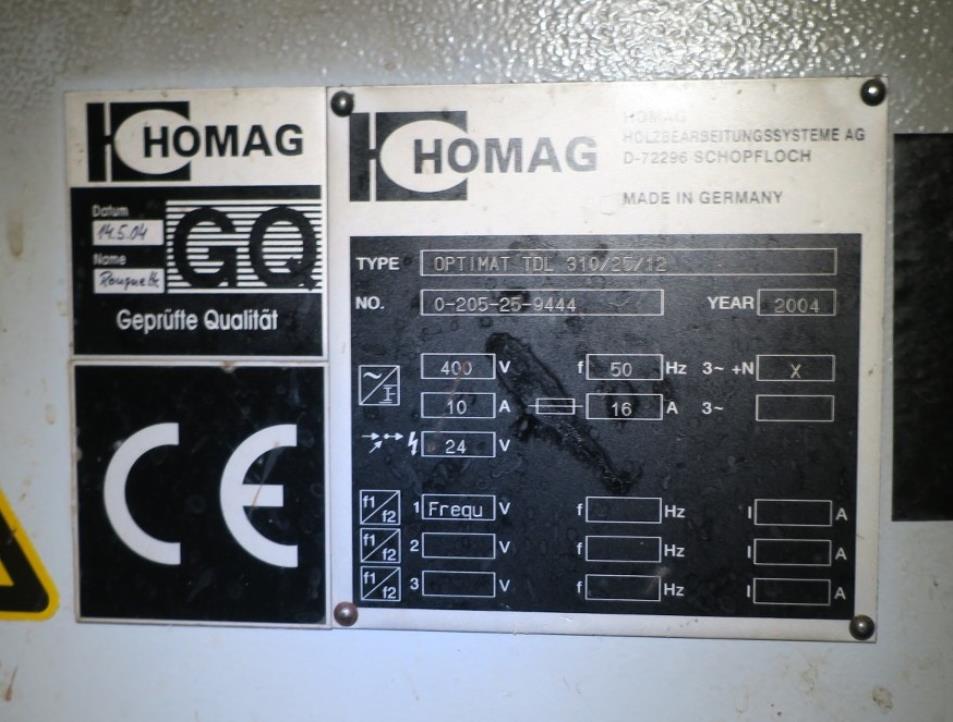 HOMAG
Datum
14.5.04
Name
GQ
Geprüfte Qualität
CE
HOMAG
HOMAG
HOLZBEARBEITUNGSSYSTEME AG
D-72296 SCHOPFLOCH
MADE IN GERMANY
TYPE OPTIMAT TDL 310/25/12
NO. 0-205-25-9444 YEAR 2004
400 V f 50 Hz 3~ +N X
10 A 16 A 3~
24 V
f1/f2 1 Frequ V f Hz I A
f1/f2 2 V f Hz I A
f1/f2 3 V f Hz I A